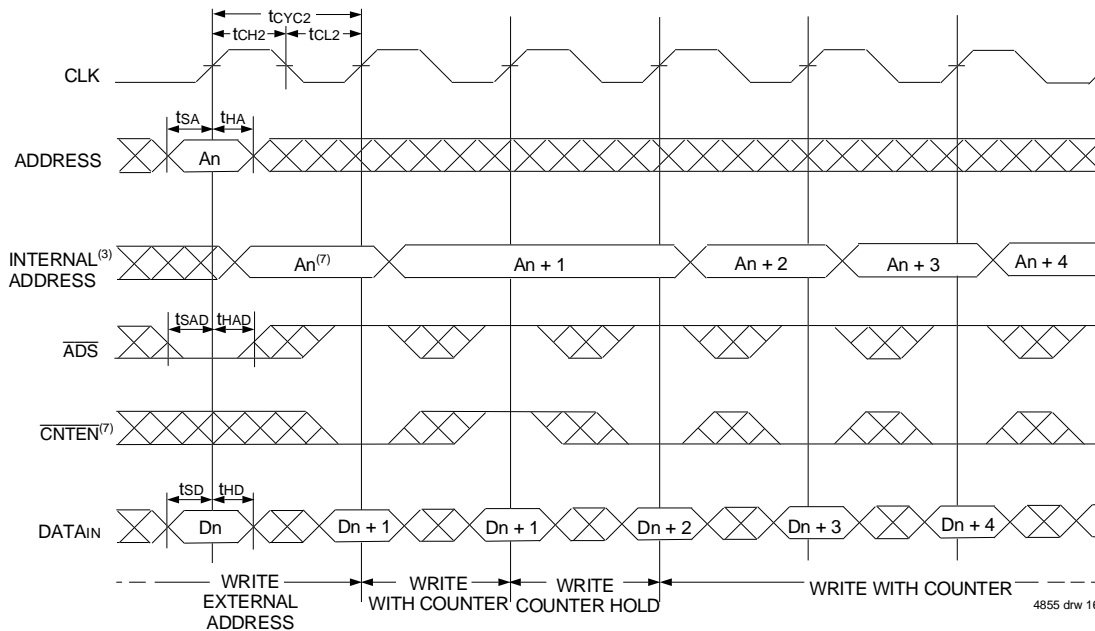 tCYC2
tCH2 tCL2
CLK
tSA tHA
ADDRESS An
INTERNAL(3)
ADDRESS
An(7) An + 1 An + 2 An + 3 An + 4
tSAD tHAD
ADS
CNTEN(7)
tSD tHD
DATAIN Dn Dn + 1 Dn + 1 Dn + 2 Dn + 3 Dn + 4
WRITE
EXTERNAL
ADDRESS
WRITE
WITH COUNTER
WRITE
COUNTER HOLD
WRITE WITH COUNTER
4855 drw 16